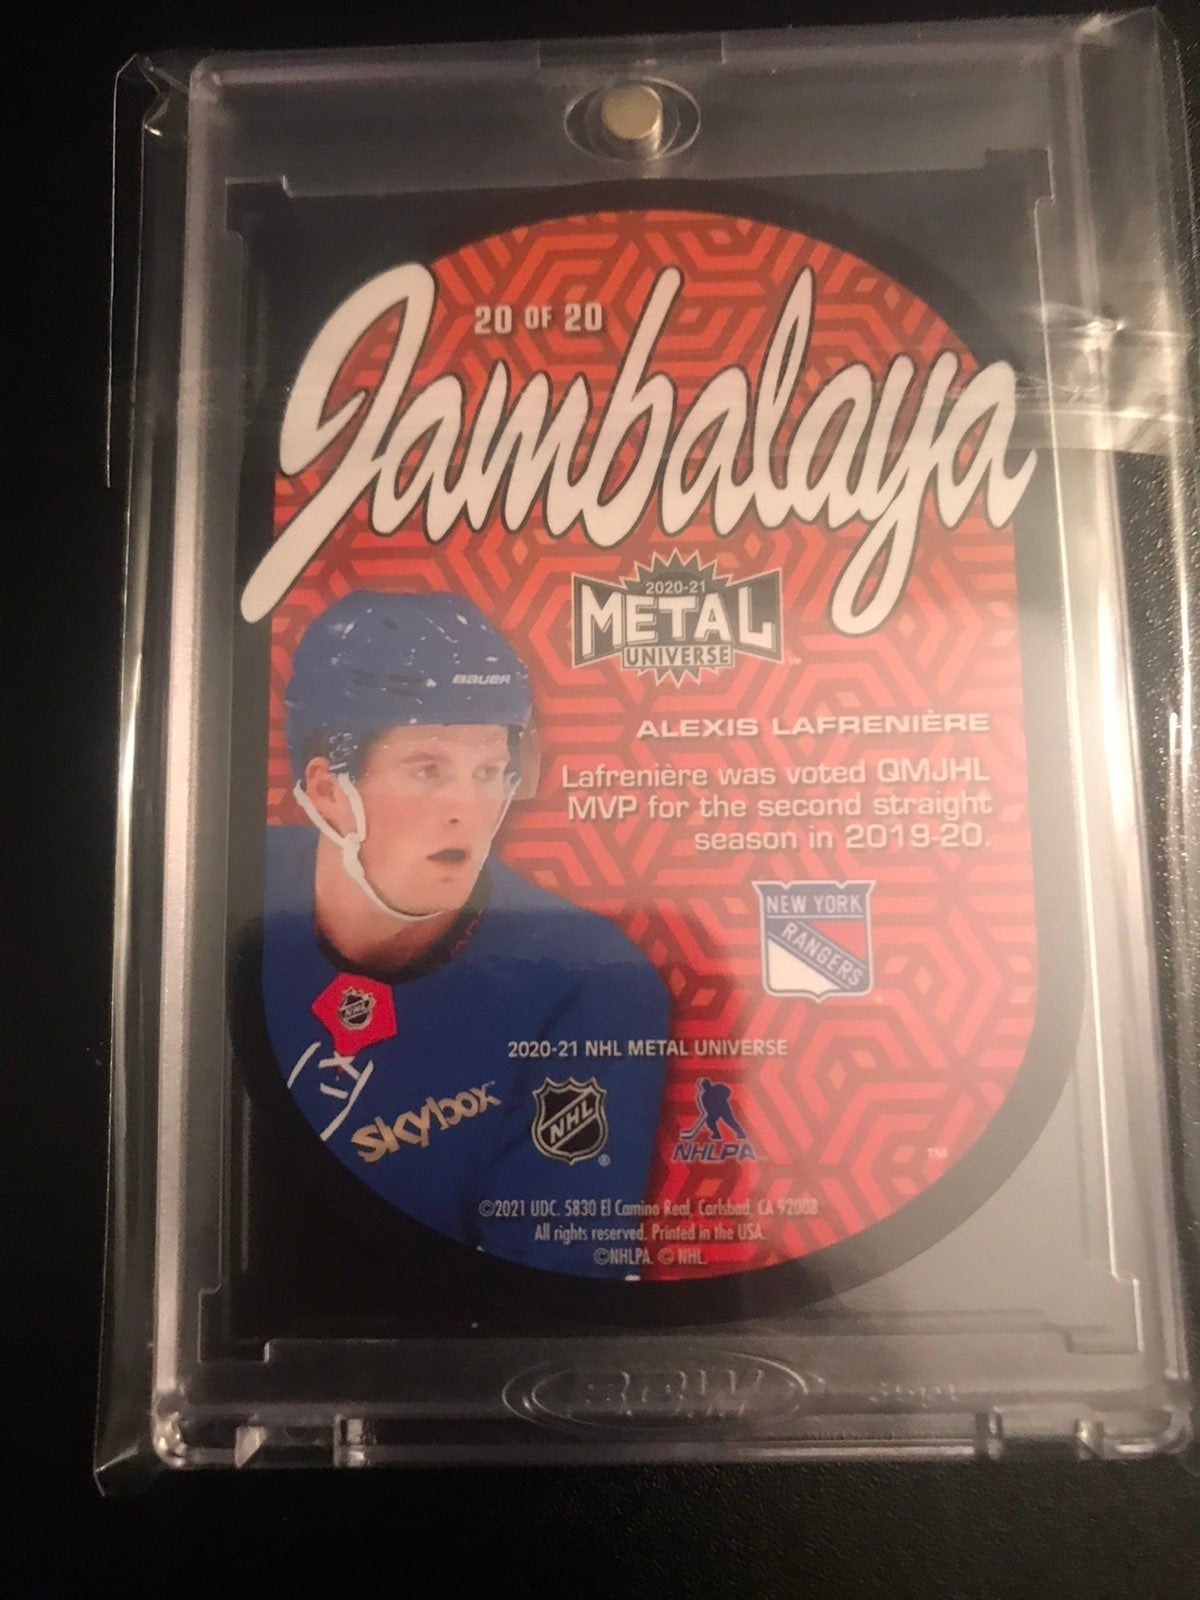 20 OF 20
Jambalaya
2020-21
METAL
UNIVERSE
BAUER
ALEXIS LAFRENIÈRE
Lafrenière was voted QMJHL
MVP for the second straight
season in 2019-20.
NEW YORK
RANGERS
NHL
2020-21 NHL METAL UNIVERSE
skybox
NHL
®
NHLPA
TM
©2021 UDC. 5830 El Camino Real, Carlsbad, CA 92008
All rights reserved. Printed in the USA.
©NHLPA. © NHL.